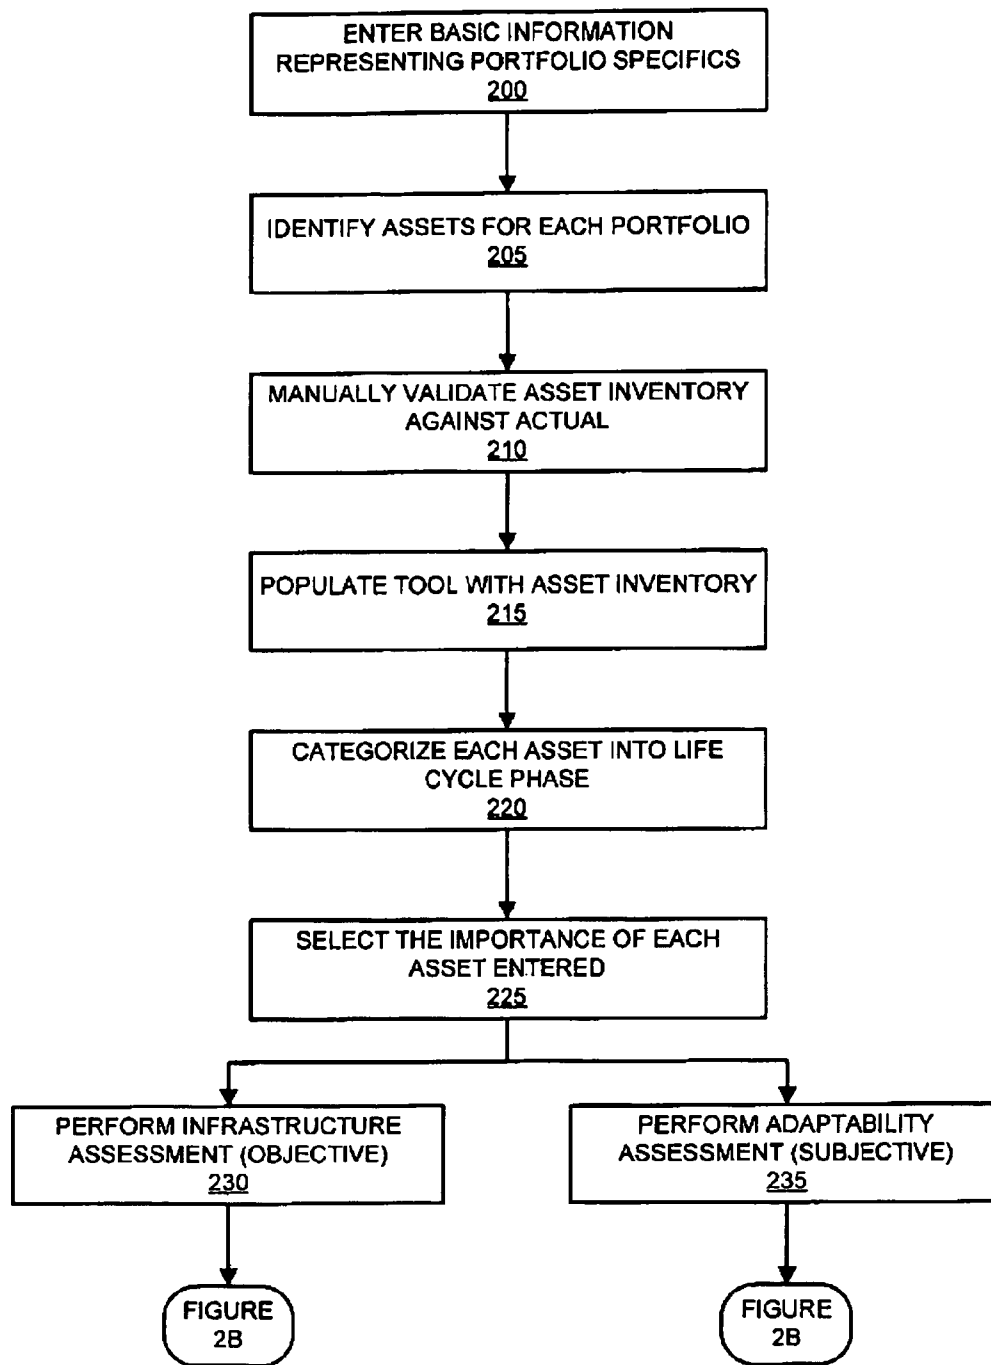 ENTER BASIC INFORMATION
REPRESENTING PORTFOLIO SPECIFICS
200
IDENTIFY ASSETS FOR EACH PORTFOLIO
205
MANUALLY VALIDATE ASSET INVENTORY
AGAINST ACTUAL
210
POPULATE TOOL WITH ASSET INVENTORY
215
CATEGORIZE EACH ASSET INTO LIFE
CYCLE PHASE
220
SELECT THE IMPORTANCE OF EACH
ASSET ENTERED
225
PERFORM INFRASTRUCTURE
ASSESSMENT (OBJECTIVE)
230
PERFORM ADAPTABILITY
ASSESSMENT (SUBJECTIVE)
235
FIGURE
2B
FIGURE
2B